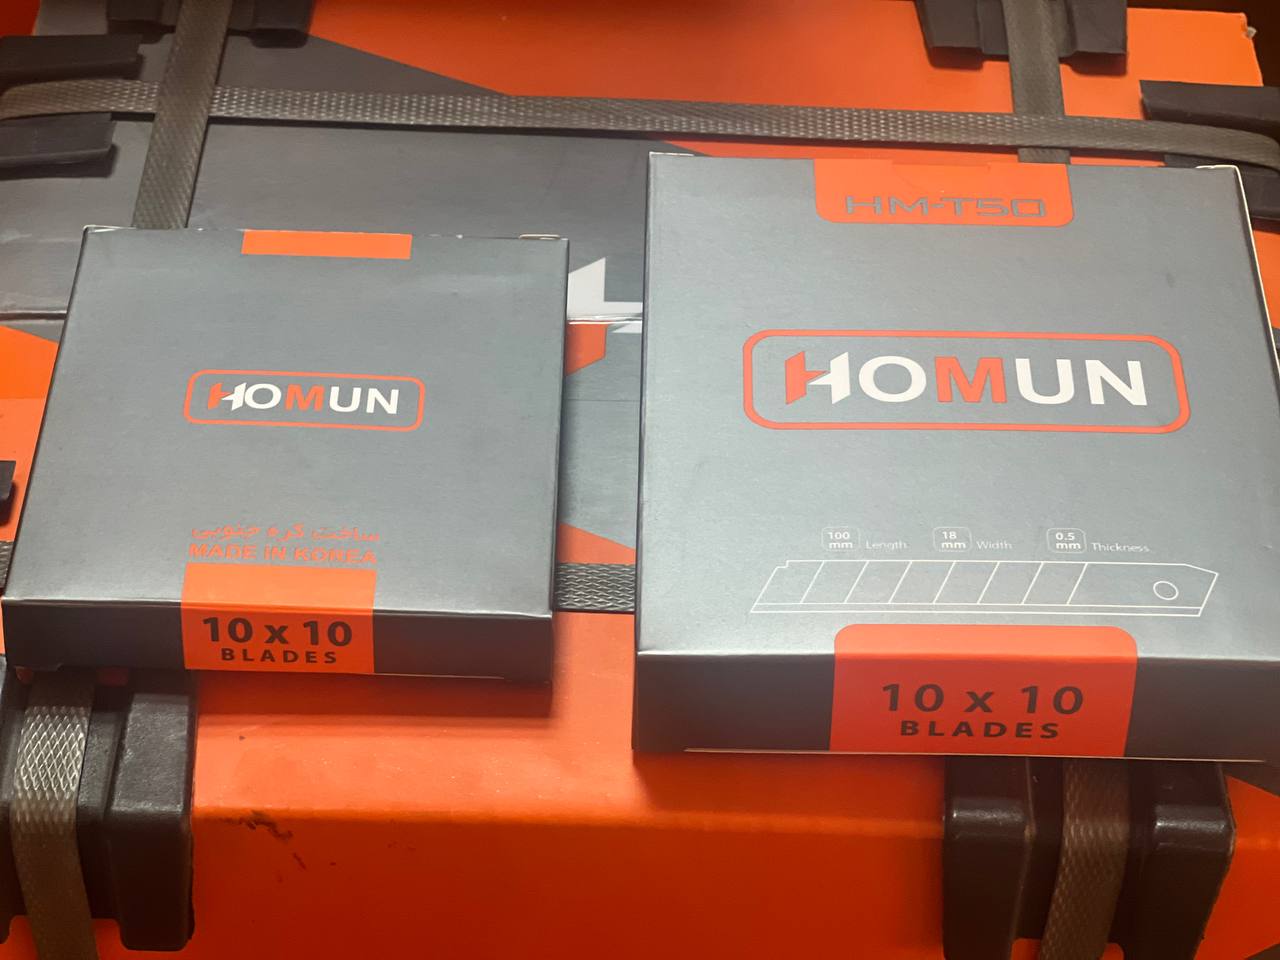 HOMUN
ساخت کره جنوبی
MADE IN KOREA
10 x 10
BLADES
HM-T50
HOMUN
100 mm Length 18 mm Width 0.5 mm Thickness
10 x 10
BLADES